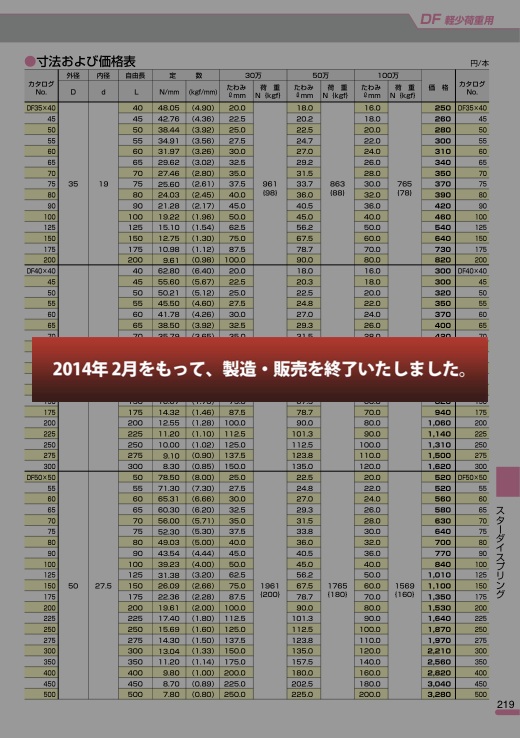 DF 軽少荷重用
●寸法および価格表
円/本
カタログ No. 外径 D 内径 d 自由長 L 定 数 N/mm (kgf/mm) 30万 たわみ ℓmm 荷 重 N {kgf} 50万 たわみ ℓmm 荷 重 N {kgf} 100万 たわみ ℓmm 荷 重 N {kgf} 価 格 カタログ No.
DF35×40 40 48.05 (4.90) 20.0 18.0 16.0 250 DF35×40
45 45 42.76 (4.36) 22.5 20.2 18.0 260 45
50 50 38.44 (3.92) 25.0 22.5 20.0 280 50
55 55 34.91 (3.56) 27.5 24.7 22.0 300 55
60 60 31.97 (3.26) 30.0 27.0 24.0 310 60
65 65 29.62 (3.02) 32.5 29.2 26.0 340 65
70 70 27.46 (2.80) 35.0 31.5 28.0 350 70
75 35 19 75 25.60 (2.61) 37.5 961 (98) 33.7 863 (88) 30.0 765 (78) 370 75
80 80 24.03 (2.45) 40.0 36.0 32.0 390 80
90 90 21.28 (2.17) 45.0 40.5 36.0 420 90
100 100 19.22 (1.96) 50.0 45.0 40.0 460 100
125 125 15.10 (1.54) 62.5 56.2 50.0 540 125
150 150 12.75 (1.30) 75.0 67.5 60.0 640 150
175 175 10.98 (1.12) 87.5 78.7 70.0 730 175
200 200 9.61 (0.98) 100.0 90.0 80.0 820 200
DF40×40 40 62.80 (6.40) 20.0 18.0 16.0 300 DF40×40
45 45 55.60 (5.67) 22.5 20.3 18.0 300 45
50 50 50.21 (5.12) 25.0 22.5 20.0 320 50
55 55 45.50 (4.60) 27.5 24.8 22.0 350 55
60 60 41.78 (4.26) 30.0 27.0 24.0 370 60
65 65 38.50 (3.92) 32.5 29.3 26.0 400 65
2014年 2月をもって、製造・販売を終了いたしました。
175 175 14.32 (1.46) 87.5 78.7 70.0 940 175
200 200 12.55 (1.28) 100.0 90.0 80.0 1,060 200
225 225 11.20 (1.10) 112.5 101.3 90.0 1,140 225
250 250 10.00 (1.02) 125.0 112.5 100.0 1,310 250
275 275 9.10 (0.90) 137.5 123.8 110.0 1,500 275
300 300 8.30 (0.85) 150.0 135.0 120.0 1,620 300
DF50×50 50 78.50 (8.00) 25.0 22.5 20.0 520 DF50×50
55 55 71.30 (7.30) 27.5 24.8 22.0 520 55
60 60 65.31 (6.66) 30.0 27.0 24.0 560 60
65 65 60.30 (6.20) 32.5 29.3 26.0 580 65
70 70 56.00 (5.71) 35.0 31.5 28.0 630 70
75 75 52.30 (5.30) 37.5 33.8 30.0 640 75
80 80 49.03 (5.00) 40.0 36.0 32.0 700 80
90 90 43.54 (4.44) 45.0 40.5 36.0 770 90
100 100 39.23 (4.00) 50.0 45.0 40.0 840 100
125 125 31.38 (3.20) 62.5 56.2 50.0 1,010 125
150 50 27.5 150 26.09 (2.66) 75.0 1961 (200) 67.5 1765 (180) 60.0 1569 (160) 1,100 150
175 175 22.36 (2.28) 87.5 78.7 70.0 1,350 175
200 200 19.61 (2.00) 100.0 90.0 80.0 1,530 200
225 225 17.40 (1.80) 112.5 101.3 90.0 1,640 225
250 250 15.69 (1.60) 125.0 112.5 100.0 1,870 250
275 275 14.30 (1.50) 137.5 123.8 110.0 1,970 275
300 300 13.04 (1.33) 150.0 135.0 120.0 2,210 300
350 350 11.20 (1.14) 175.0 157.5 140.0 2,560 350
400 400 9.80 (1.00) 200.0 180.0 160.0 2,820 400
450 450 8.70 (0.89) 225.0 202.5 180.0 3,040 450
500 500 7.80 (0.80) 250.0 225.0 200.0 3,280 500
スターダイスプリング
219